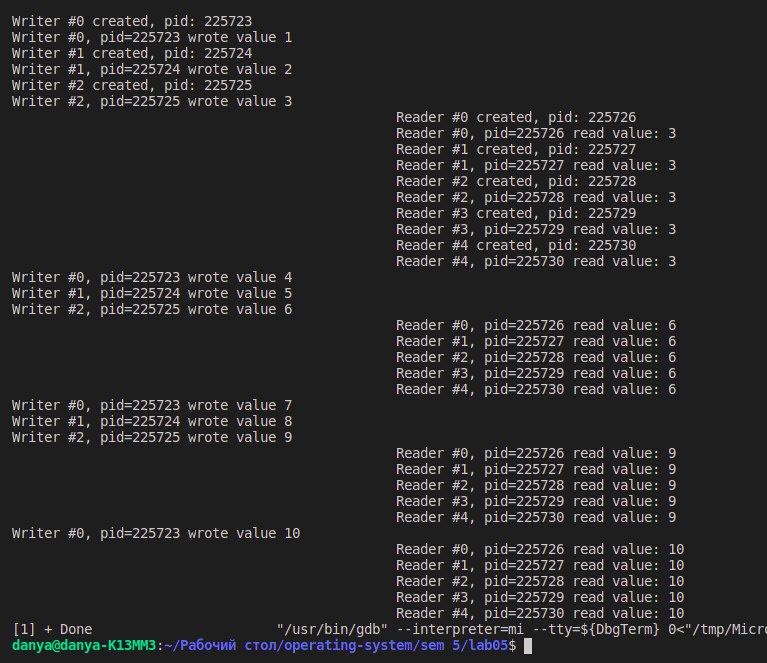 Writer #0 created, pid: 225723
Writer #0, pid=225723 wrote value 1
Writer #1 created, pid: 225724
Writer #1, pid=225724 wrote value 2
Writer #2 created, pid: 225725
Writer #2, pid=225725 wrote value 3
Reader #0 created, pid: 225726
Reader #0, pid=225726 read value: 3
Reader #1 created, pid: 225727
Reader #1, pid=225727 read value: 3
Reader #2 created, pid: 225728
Reader #2, pid=225728 read value: 3
Reader #3 created, pid: 225729
Reader #3, pid=225729 read value: 3
Reader #4 created, pid: 225730
Reader #4, pid=225730 read value: 3
Writer #0, pid=225723 wrote value 4
Writer #1, pid=225724 wrote value 5
Writer #2, pid=225725 wrote value 6
Reader #0, pid=225726 read value: 6
Reader #1, pid=225727 read value: 6
Reader #2, pid=225728 read value: 6
Reader #3, pid=225729 read value: 6
Reader #4, pid=225730 read value: 6
Writer #0, pid=225723 wrote value 7
Writer #1, pid=225724 wrote value 8
Writer #2, pid=225725 wrote value 9
Reader #0, pid=225726 read value: 9
Reader #1, pid=225727 read value: 9
Reader #2, pid=225728 read value: 9
Reader #3, pid=225729 read value: 9
Reader #4, pid=225730 read value: 9
Writer #0, pid=225723 wrote value 10
Reader #0, pid=225726 read value: 10
Reader #1, pid=225727 read value: 10
Reader #2, pid=225728 read value: 10
Reader #3, pid=225729 read value: 10
Reader #4, pid=225730 read value: 10
[1] + Done "/usr/bin/gdb" --interpreter=mi --tty=${DbgTerm} 0<"/tmp/Micr
danya@danya-K13MM3:~/Рабочий стол/operating-system/sem 5/lab05$